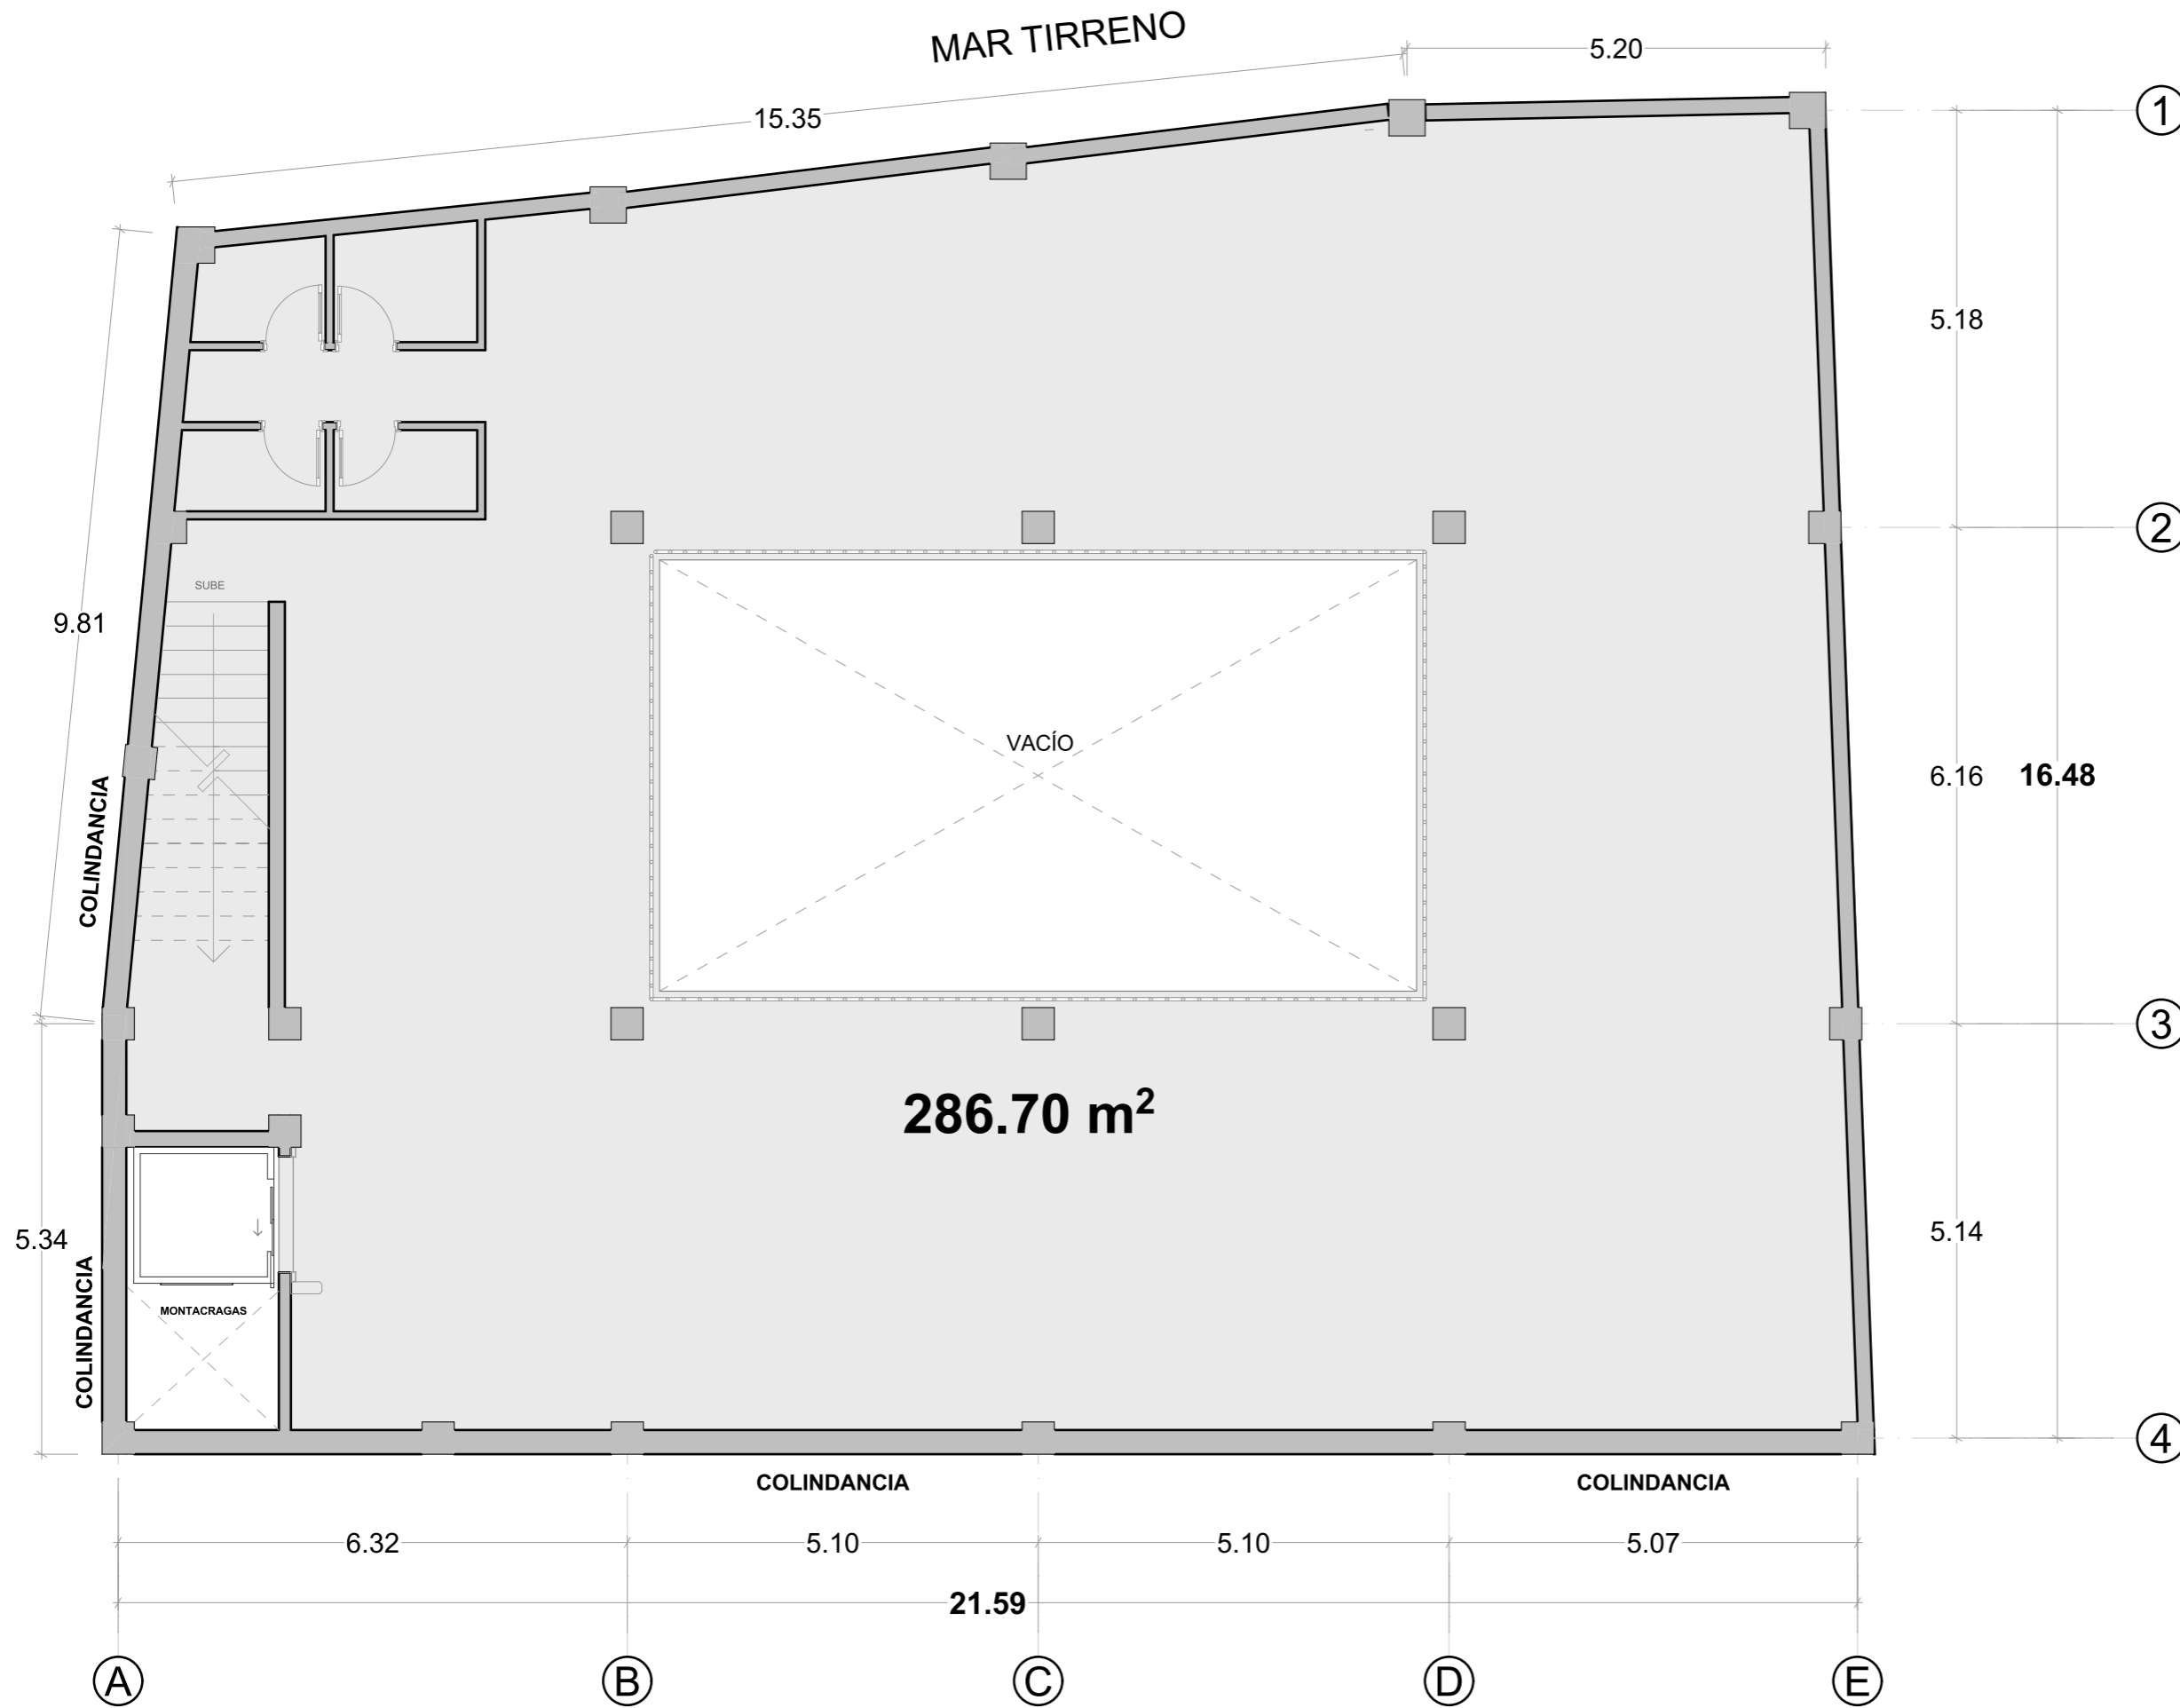 MAR TIRRENO
5.20
15.35
1
5.18
2
SUBE
9.81
VACÍO
6.16
16.48
COLINDANCIA
3
286.70 m²
5.34
5.14
COLINDANCIA
MONTACRAGAS
4
COLINDANCIA
COLINDANCIA
6.32
5.10
5.10
5.07
21.59
A
B
C
D
E